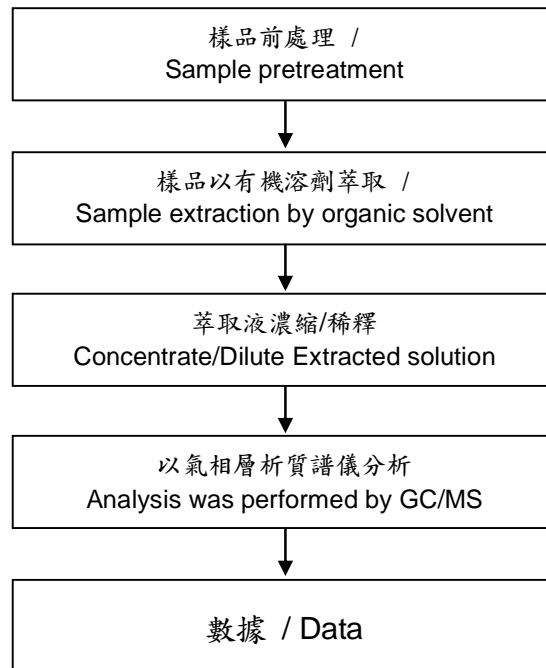 樣品前處理 /
Sample pretreatment
樣品以有機溶劑萃取 /
Sample extraction by organic solvent
萃取液濃縮/稀釋
Concentrate/Dilute Extracted solution
以氣相層析質譜儀分析
Analysis was performed by GC/MS
數據 / Data